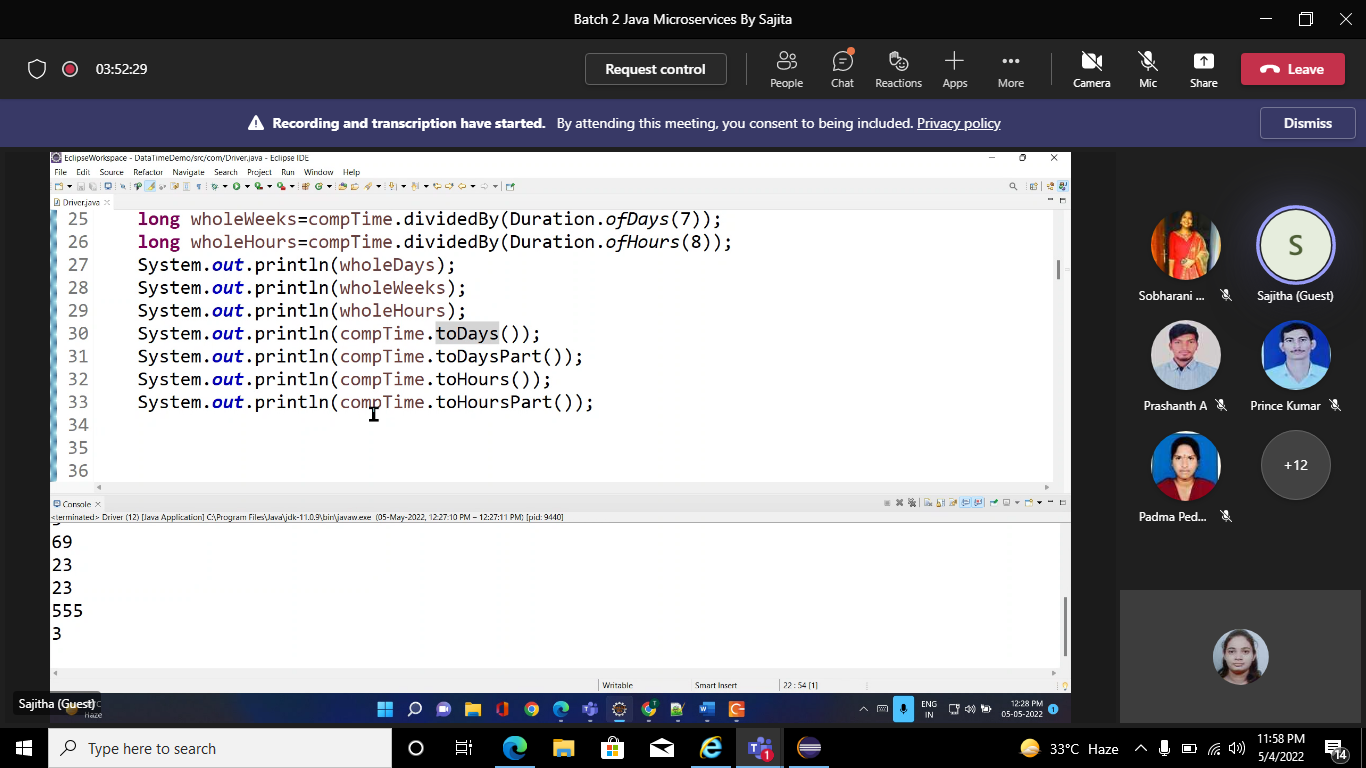 Batch 2 Java Microservices By Sajita
03:52:29
Request control
People
Chat
Reactions
Apps
More
Camera
Mic
Share
Leave
Recording and transcription have started. By attending this meeting, you consent to being included. Privacy policy
Dismiss
EclipseWorkspace - DataTimeDemo/src/com/Driver.java - Eclipse IDE
File Edit Source Refactor Navigate Search Project Run Window Help
Driver.java
25 long wholeWeeks=compTime.dividedBy(Duration.ofDays(7));
26 long wholeHours=compTime.dividedBy(Duration.ofHours(8));
27 System.out.println(wholeDays);
28 System.out.println(wholeWeeks);
29 System.out.println(wholeHours);
30 System.out.println(compTime.toDays());
31 System.out.println(compTime.toDaysPart());
32 System.out.println(compTime.toHours());
33 System.out.println(compTime.toHoursPart());
34
35
36
Console
<terminated> Driver (12) [Java Application] C:\Program Files\Java\jdk-11.0.9\bin\javaw.exe (05-May-2022, 12:27:10 PM – 12:27:11 PM) [pid: 9440]
69
23
23
555
3
Writable
Smart Insert
22 : 54 [1]
Sajitha (Guest)
Haze
ENG
IN
12:28 PM
05-05-2022
1
Sobharani ...
Sajitha (Guest)
S
Prashanth A
Prince Kumar
Padma Ped...
+12
Type here to search
1
33°C Haze
11:58 PM
5/4/2022
14